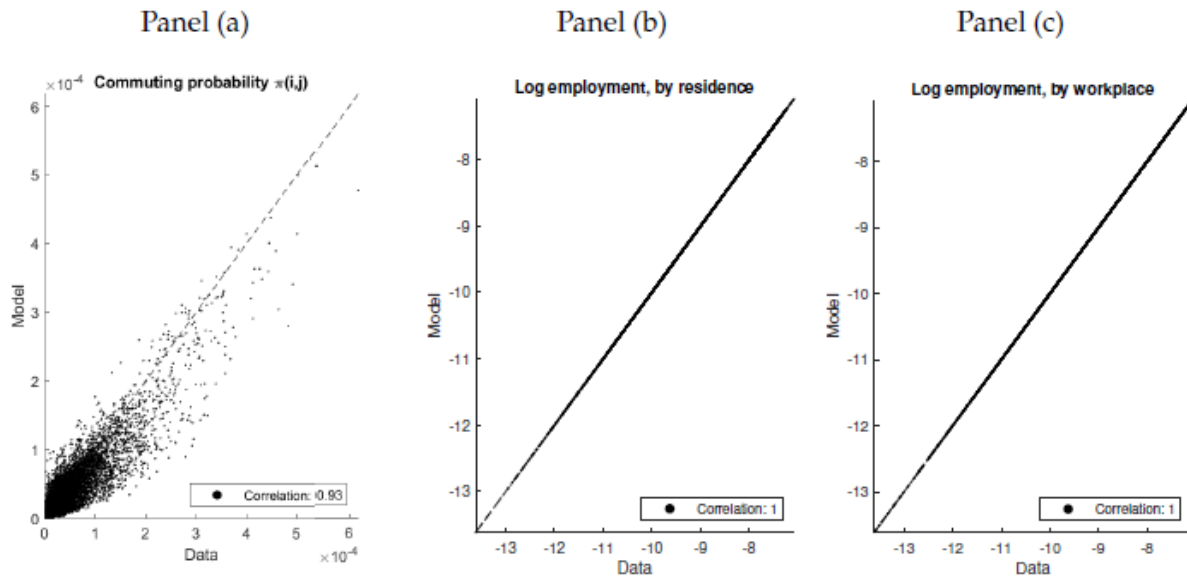 Panel (a)
Panel (b)
Panel (c)
×10⁻⁴
Commuting probability π(i,j)
6
5
4
3
2
1
0
Model
0
1
2
3
4
5
6
Data
×10⁻⁴
Correlation: 0.93
Log employment, by residence
-8
-9
-10
-11
-12
-13
Model
-13
-12
-11
-10
-9
-8
Data
Correlation: 1
Log employment, by workplace
-8
-9
-10
-11
-12
-13
Model
-13
-12
-11
-10
-9
-8
Data
Correlation: 1